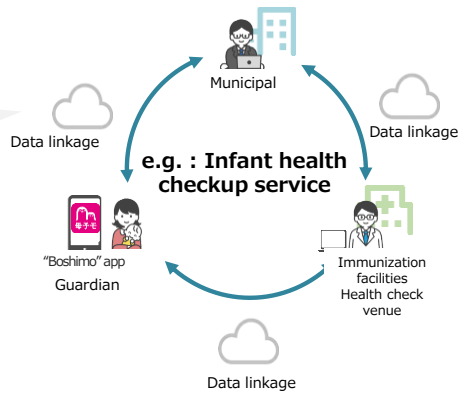 Municipal
Data linkage
Data linkage
e.g. : Infant health
checkup service
母子モ
“Boshimo” app
Guardian
Immunization
facilities
Health check
venue
Data linkage